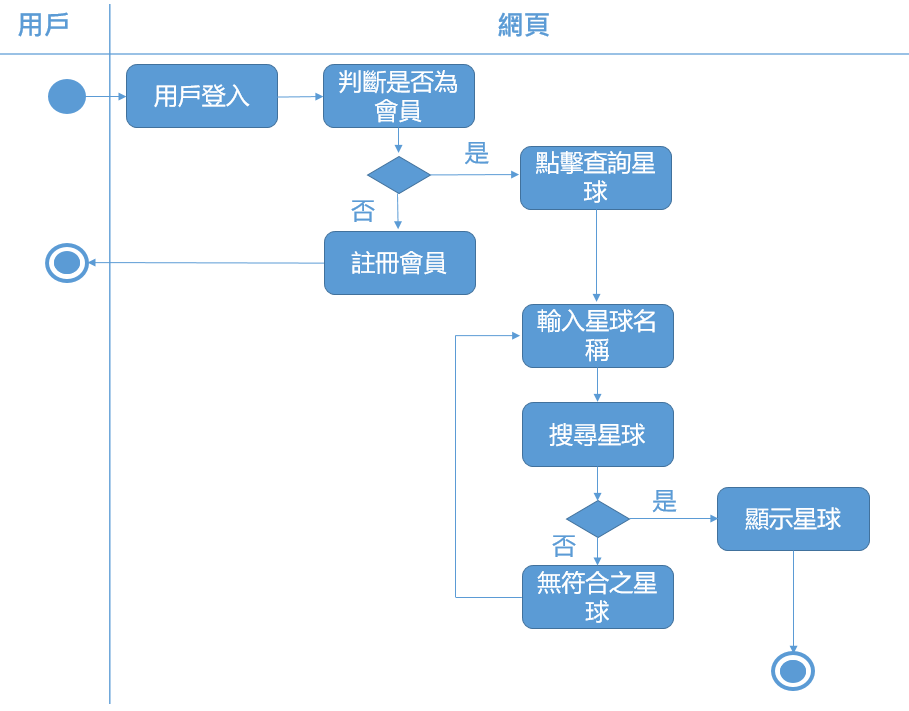 用戶
網頁
用戶登入
判斷是否為
會員
是
點擊查詢星
球
否
註冊會員
輸入星球名
稱
搜尋星球
是
顯示星球
否
無符合之星
球